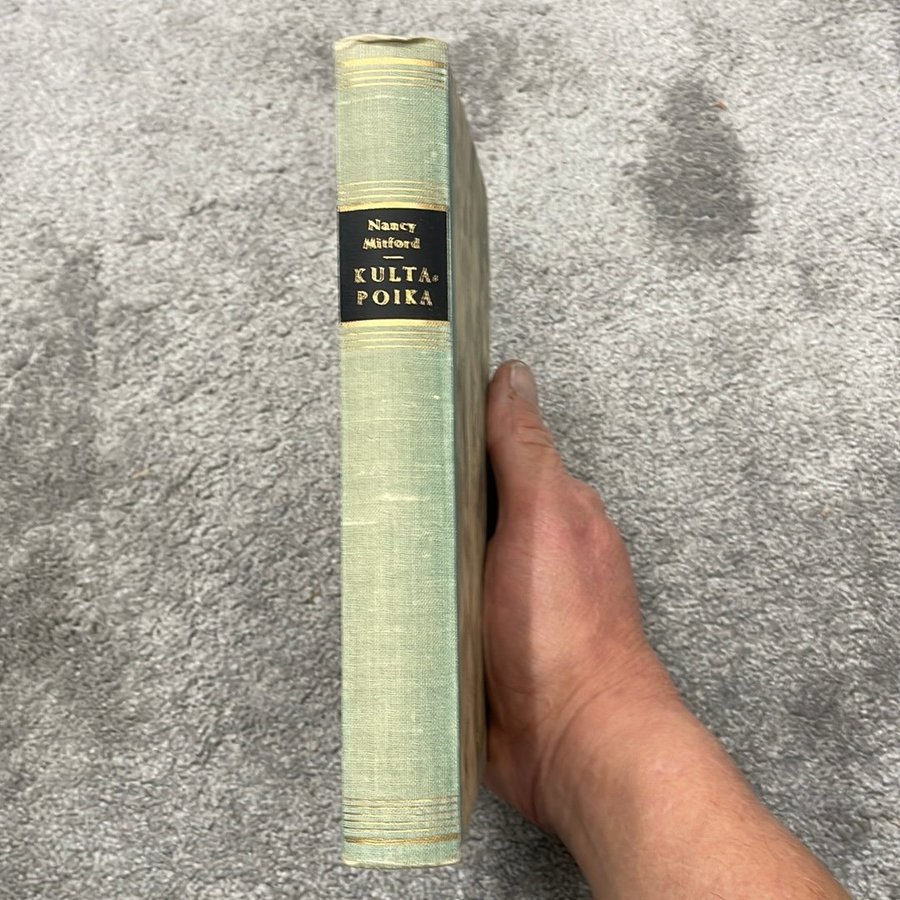 Nancy
Mitford
KULTA-
POIKA